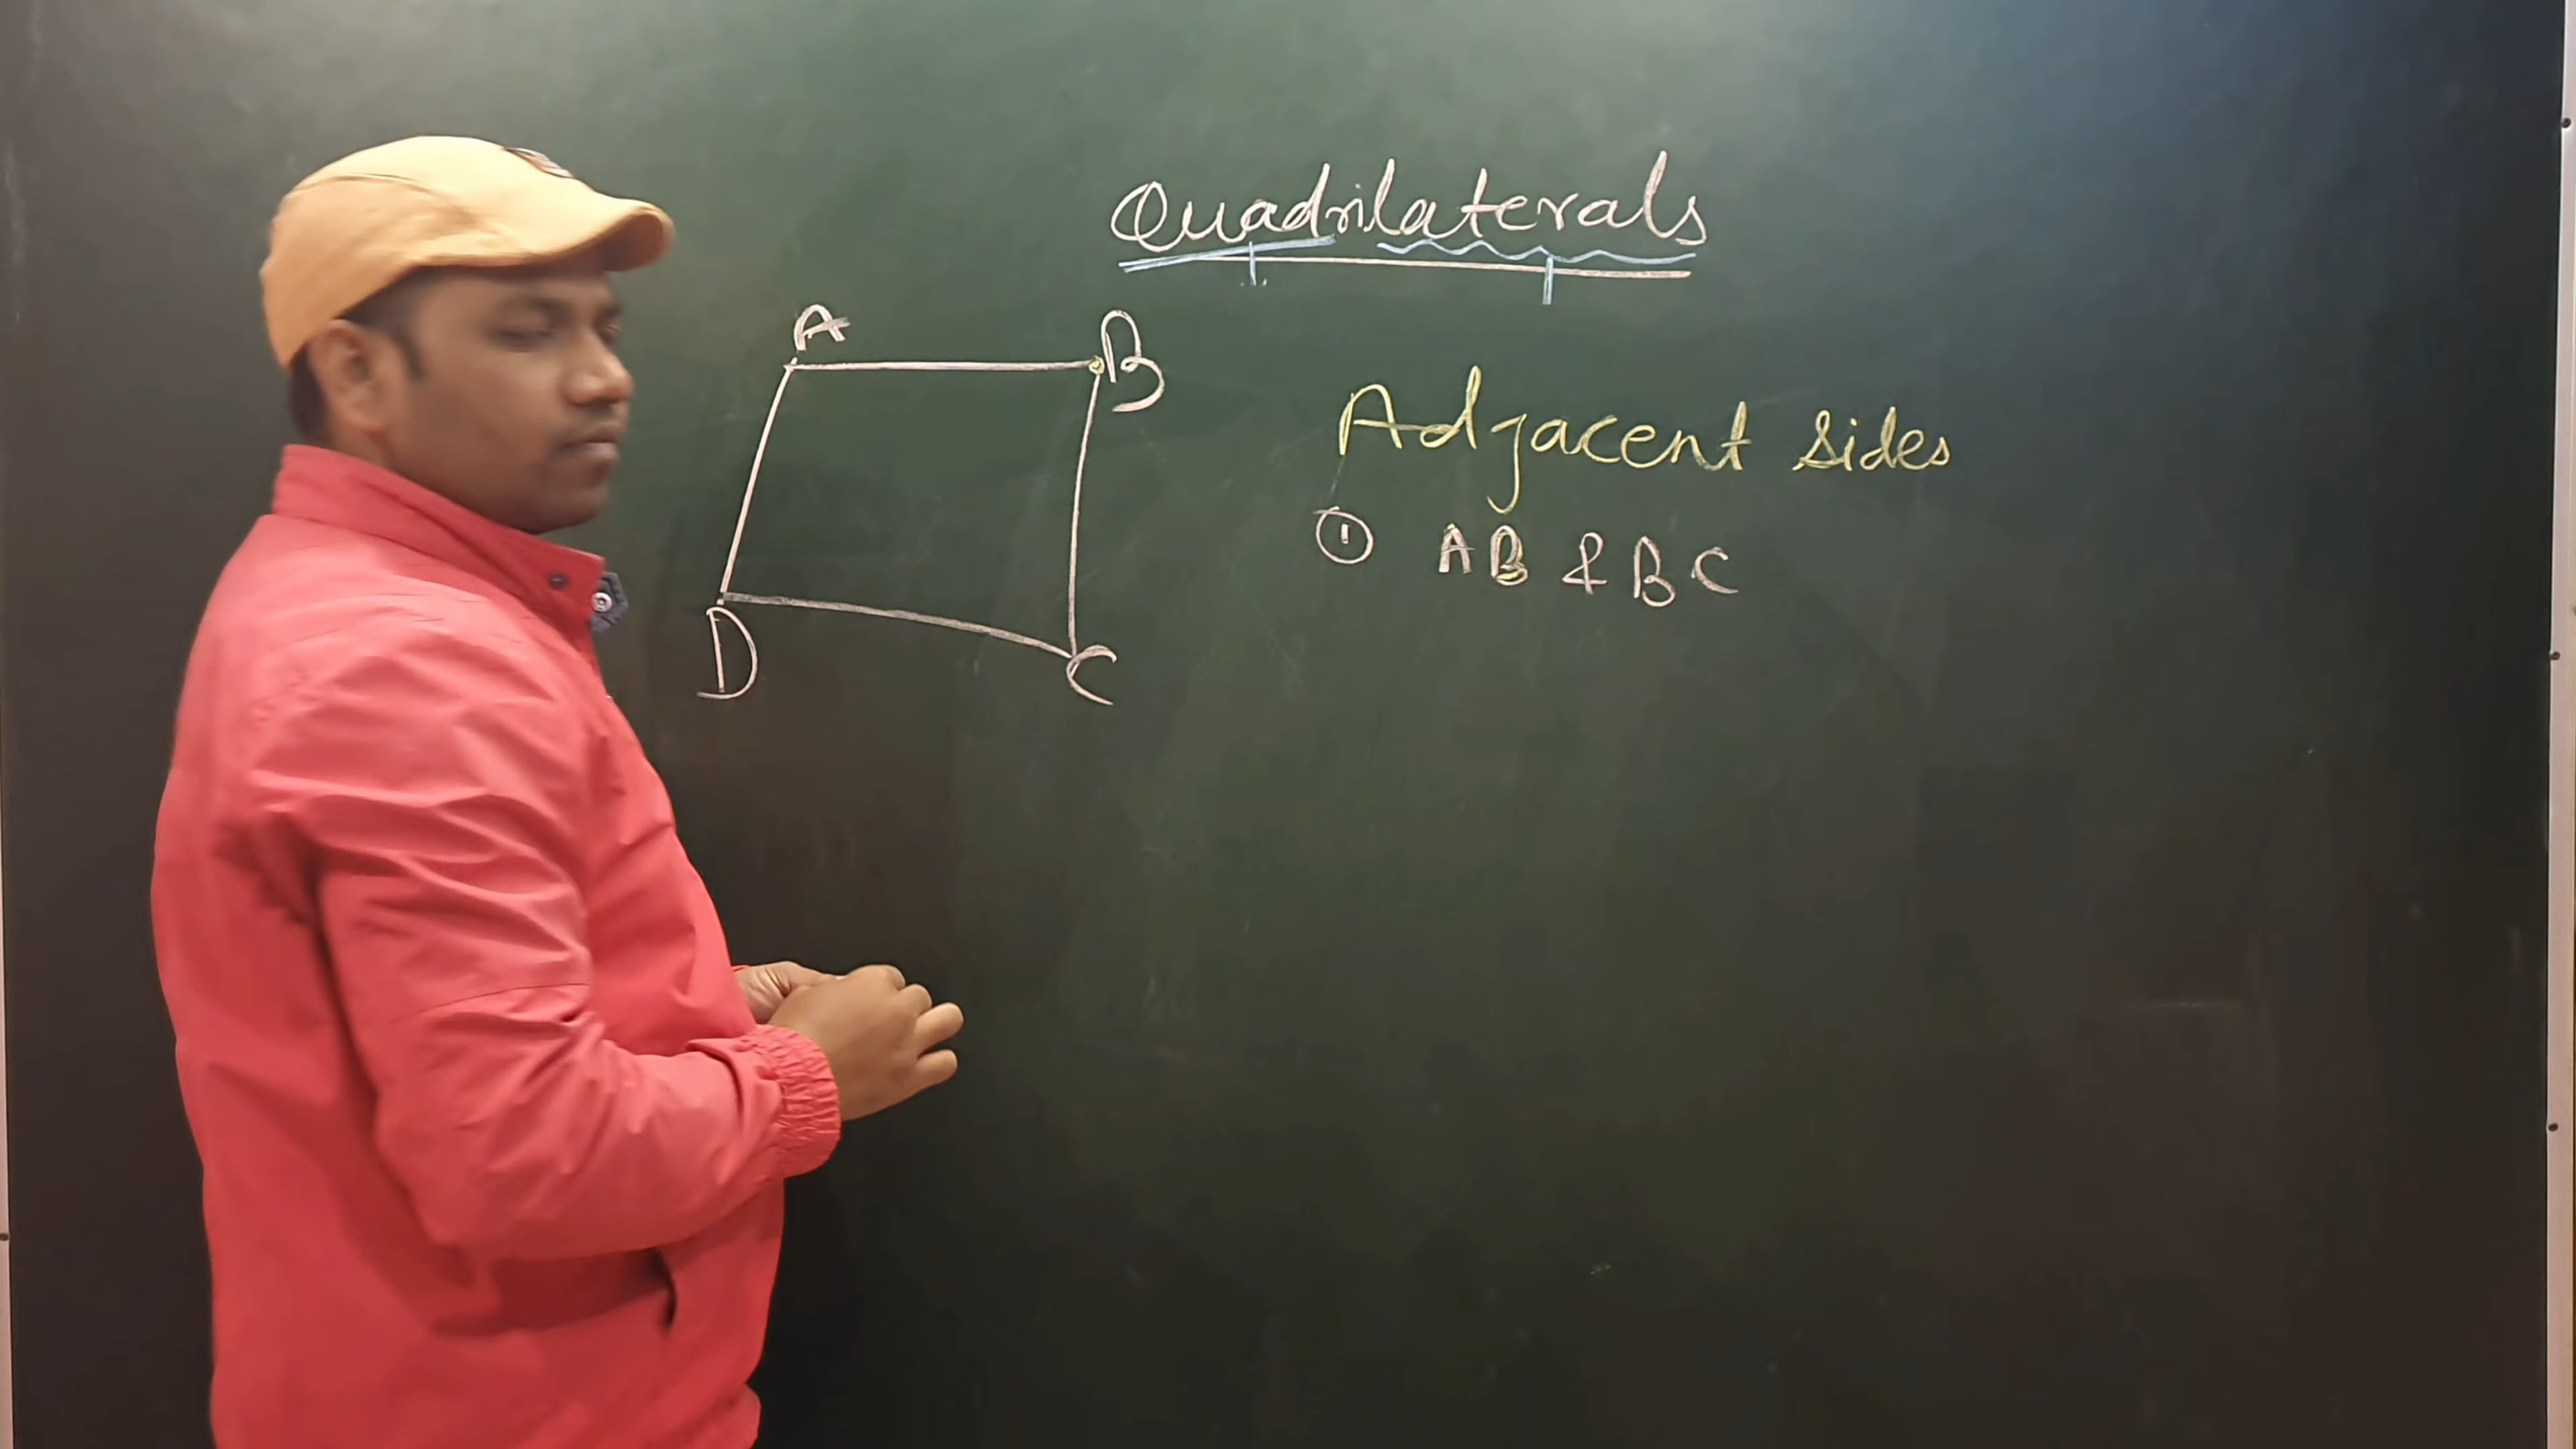 Quadrilaterals
A
B
Adjacent sides
① AB & BC
D
C